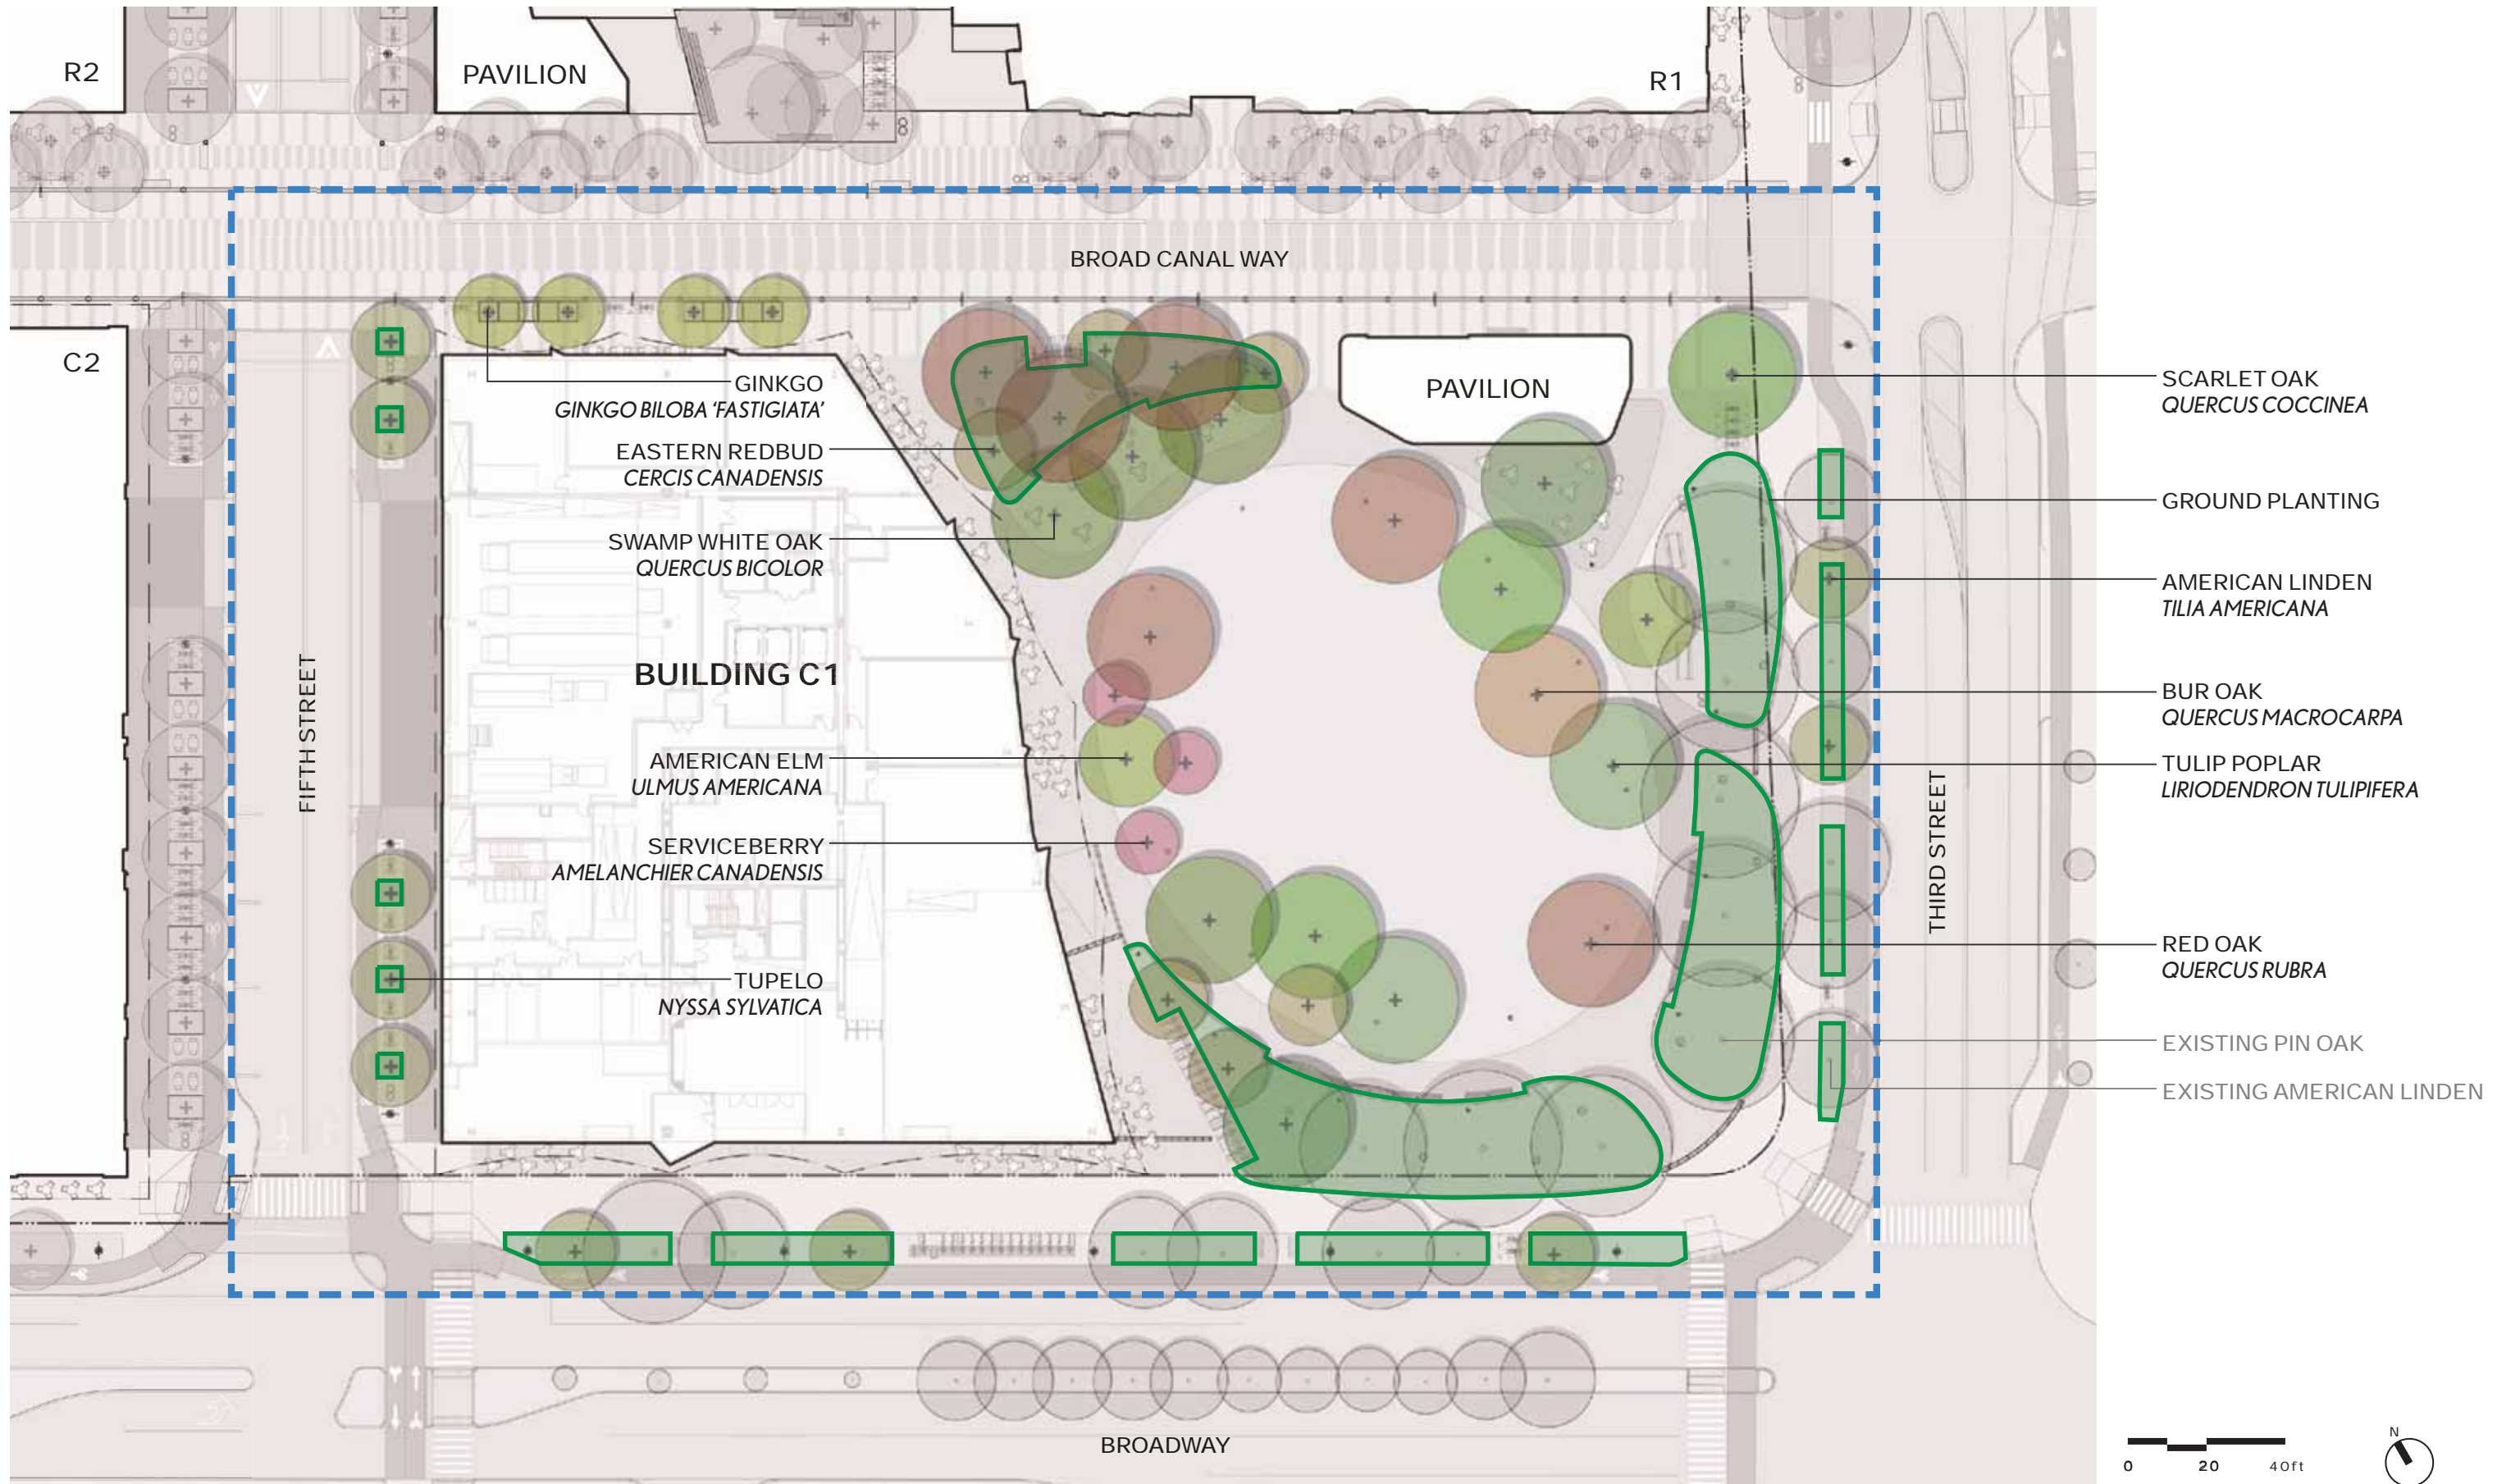 R2
PAVILION
R1
BROAD CANAL WAY
C2
PAVILION
GINKGO
GINKGO BILOBA ‘FASTIGIATA’
EASTERN REDBUD
CERCIS CANADENSIS
SWAMP WHITE OAK
QUERCUS BICOLOR
BUILDING C1
FIFTH STREET
AMERICAN ELM
ULMUS AMERICANA
SERVICEBERRY
AMELANCHIER CANADENSIS
TUPELO
NYSSA SYLVATICA
SCARLET OAK
QUERCUS COCCINEA
GROUND PLANTING
AMERICAN LINDEN
TILIA AMERICANA
BUR OAK
QUERCUS MACROCARPA
TULIP POPLAR
LIRIODENDRON TULIPIFERA
THIRD STREET
RED OAK
QUERCUS RUBRA
EXISTING PIN OAK
EXISTING AMERICAN LINDEN
BROADWAY
N
0 20 40ft